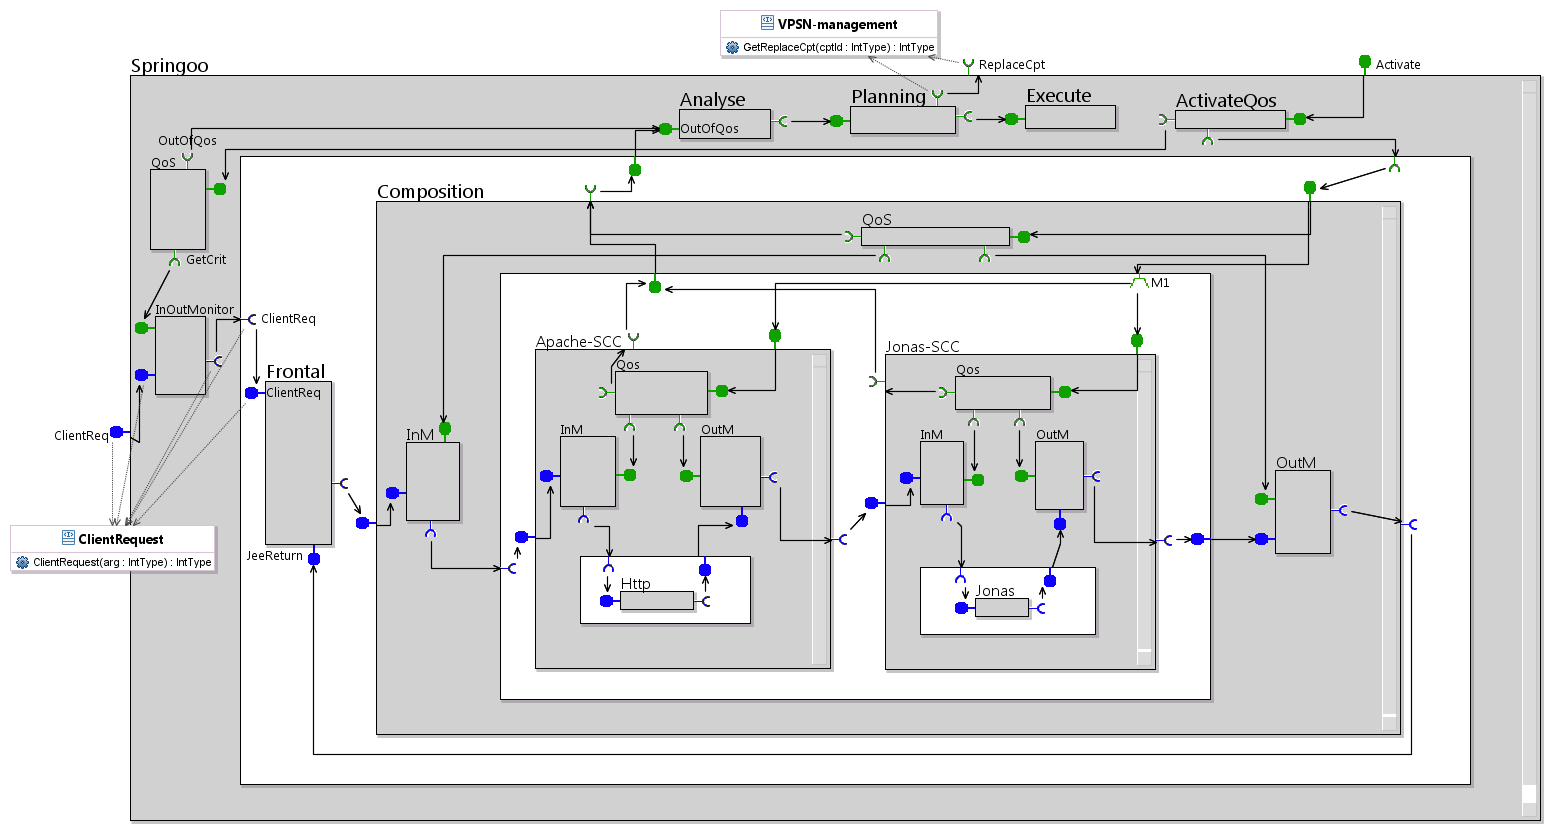 VPSN-management
GetReplaceCpt(cptId : IntType) : IntType
Springoo
ReplaceCpt
Activate
Analyse
Planning
Execute
ActivateQos
OutOfQos
OutOfQos
QoS
Composition
QoS
GetCrit
M1
InOutMonitor
ClientReq
Apache-SCC
Jonas-SCC
Frontal
Qos
Qos
ClientReq
ClientReq
InM
InM
OutM
InM
OutM
OutM
ClientRequest
ClientRequest(arg : IntType) : IntType
JeeReturn
Http
Jonas